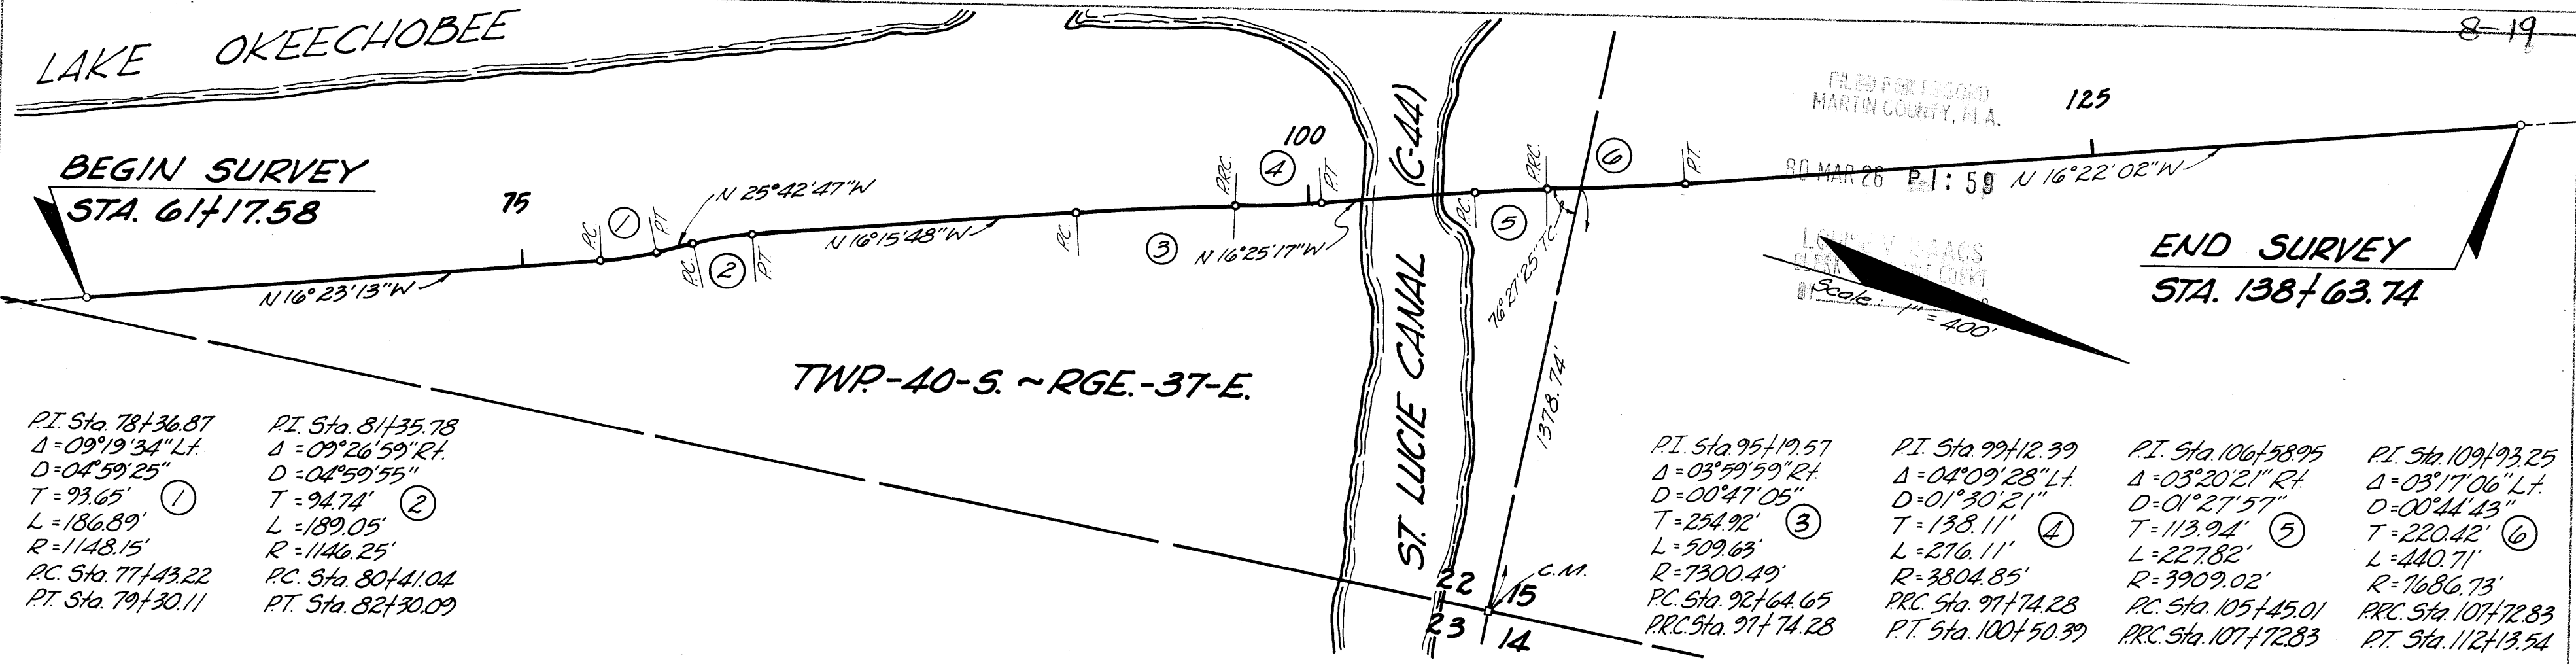 8-19
LAKE OKEECHOBEE
FILED FOR RECORD
MARTIN COUNTY, FLA.
125
BEGIN SURVEY
STA. 61+17.58
75
P.C.
1
P.T.
N 25°42'47"W
P.C.
2
P.T.
N 16°15'48"W
P.C.
3
P.R.C.
4
100
P.T.
N 16°25'17"W
ST. LUCIE CANAL (C-44)
P.C.
5
P.R.C.
6
P.T.
80 MAR 26 P 1:59
N 16°22'02"W
76°27'25" T.C.
1378.74'
CLERK COURT
BY
Scale: 1" = 400'
END SURVEY
STA. 138+63.74
N 16°23'13"W
TWP.-40-S. ~ RGE.-37-E.
P.I. Sta. 78+36.87
Δ = 09°19'34" Lt.
D = 04°59'25"
T = 93.65' 1
L = 186.89'
R = 1148.15'
P.C. Sta. 77+43.22
P.T. Sta. 79+30.11
P.I. Sta. 81+35.78
Δ = 09°26'59" Rt.
D = 04°59'55"
T = 94.74' 2
L = 189.05'
R = 1146.25'
P.C. Sta. 80+41.04
P.T. Sta. 82+30.09
22 15
23 14
C.M.
P.I. Sta. 95+19.57
Δ = 03°59'59" Rt.
D = 00°47'05"
T = 254.92' 3
L = 509.63'
R = 7300.49'
P.C. Sta. 92+64.65
P.R.C. Sta. 97+74.28
P.I. Sta. 99+12.39
Δ = 04°09'28" Lt.
D = 01°30'21"
T = 138.11' 4
L = 276.11'
R = 3804.85'
P.R.C. Sta. 97+74.28
P.T. Sta. 100+50.39
P.I. Sta. 106+58.95
Δ = 03°20'21" Rt.
D = 01°27'57"
T = 113.94' 5
L = 227.82'
R = 3909.02'
P.C. Sta. 105+45.01
P.R.C. Sta. 107+72.83
P.I. Sta. 109+93.25
Δ = 03°17'06" Lt.
D = 00°44'43"
T = 220.42' 6
L = 440.71'
R = 7686.73'
P.R.C. Sta. 107+72.83
P.T. Sta. 112+13.54